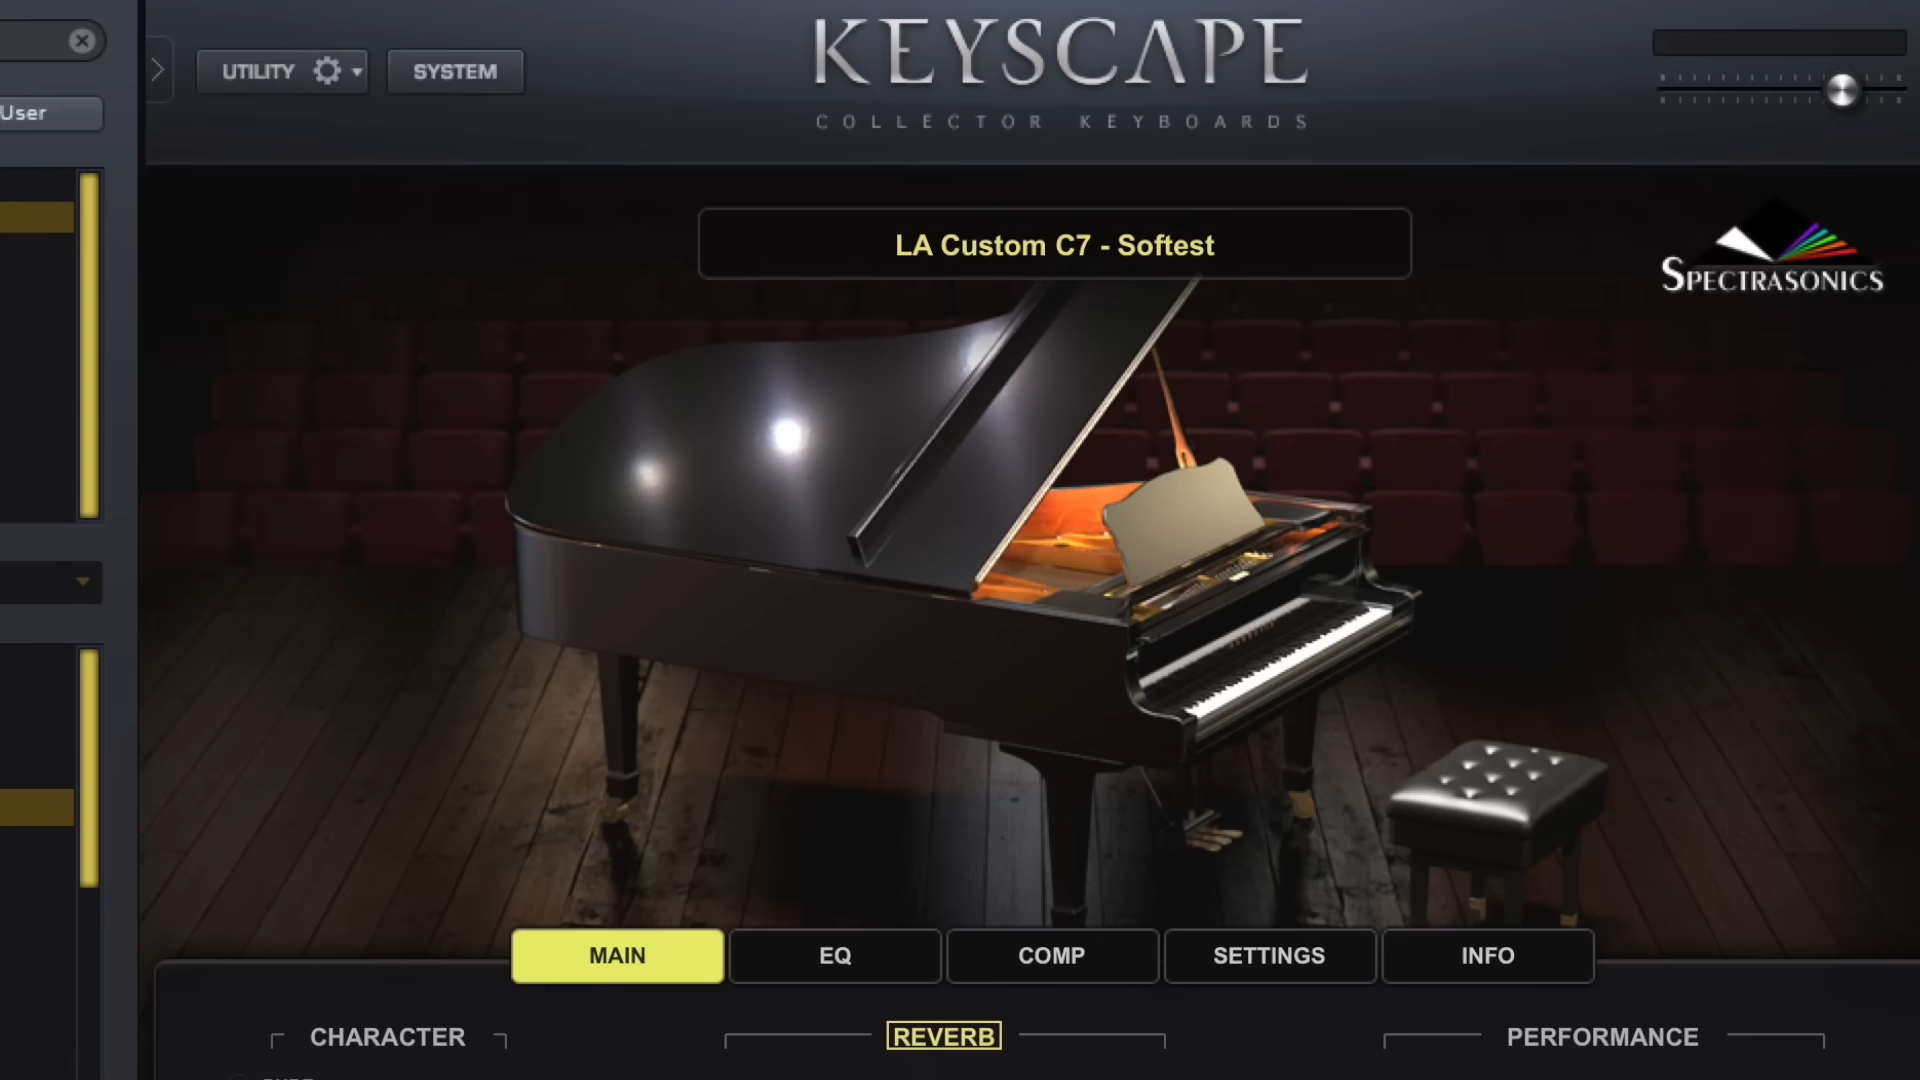 User
UTILITY
SYSTEM
KEYSCAPE
COLLECTOR KEYBOARDS
LA Custom C7 - Softest
SPECTRASONICS
MAIN
EQ
COMP
SETTINGS
INFO
CHARACTER
REVERB
PERFORMANCE